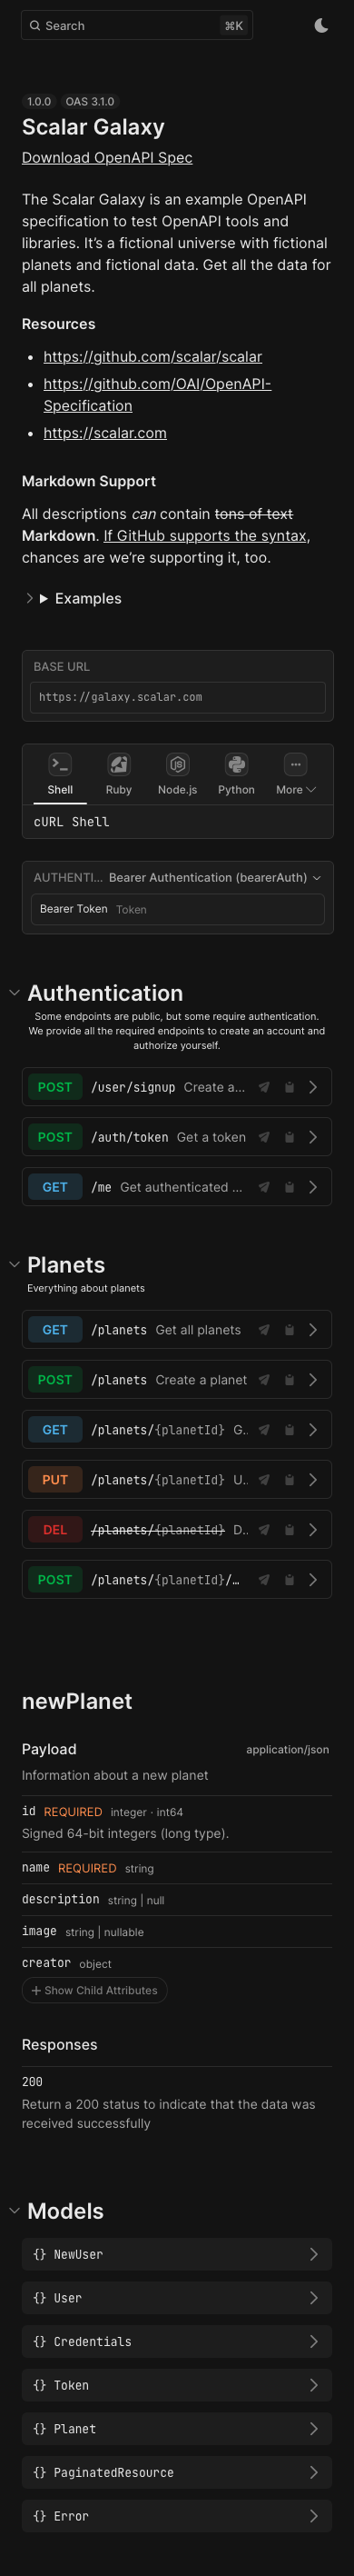 Search ⌘K
1.0.0 OAS 3.1.0
Scalar Galaxy
Download OpenAPI Spec
The Scalar Galaxy is an example OpenAPI
specification to test OpenAPI tools and
libraries. It’s a fictional universe with fictional
planets and fictional data. Get all the data for
all planets.
Resources
• https://github.com/scalar/scalar
• https://github.com/OAI/OpenAPI-
Specification
• https://scalar.com
Markdown Support
All descriptions can contain tons of text
Markdown. If GitHub supports the syntax,
chances are we’re supporting it, too.
Examples
BASE URL
https://galaxy.scalar.com
Shell Ruby Node.js Python More
cURL Shell
AUTHENTI... Bearer Authentication (bearerAuth)
Bearer Token Token
Authentication
Some endpoints are public, but some require authentication.
We provide all the required endpoints to create an account and
authorize yourself.
POST /user/signup Create a...
POST /auth/token Get a token
GET /me Get authenticated ...
Planets
Everything about planets
GET /planets Get all planets
POST /planets Create a planet
GET /planets/{planetId} G...
PUT /planets/{planetId} U...
DEL /planets/{planetId} D...
POST /planets/{planetId}/…
newPlanet
Payload application/json
Information about a new planet
id REQUIRED integer · int64
Signed 64-bit integers (long type).
name REQUIRED string
description string | null
image string | nullable
creator object
+ Show Child Attributes
Responses
200
Return a 200 status to indicate that the data was
received successfully
Models
{} NewUser
{} User
{} Credentials
{} Token
{} Planet
{} PaginatedResource
{} Error